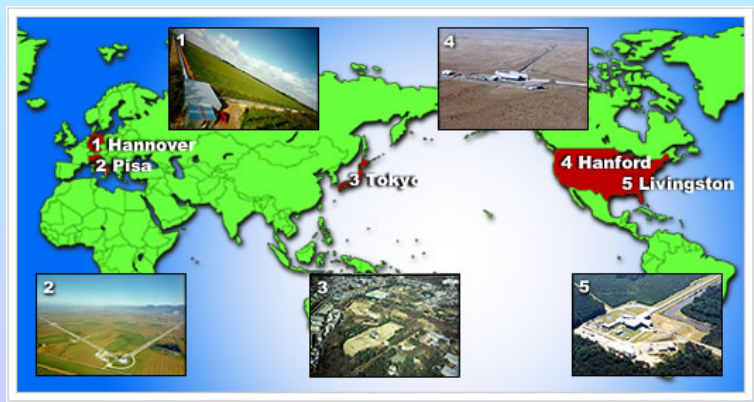 1
4
1 Hannover
2 Pisa
3 Tokyo
4 Hanford
5 Livingston
2
3
5